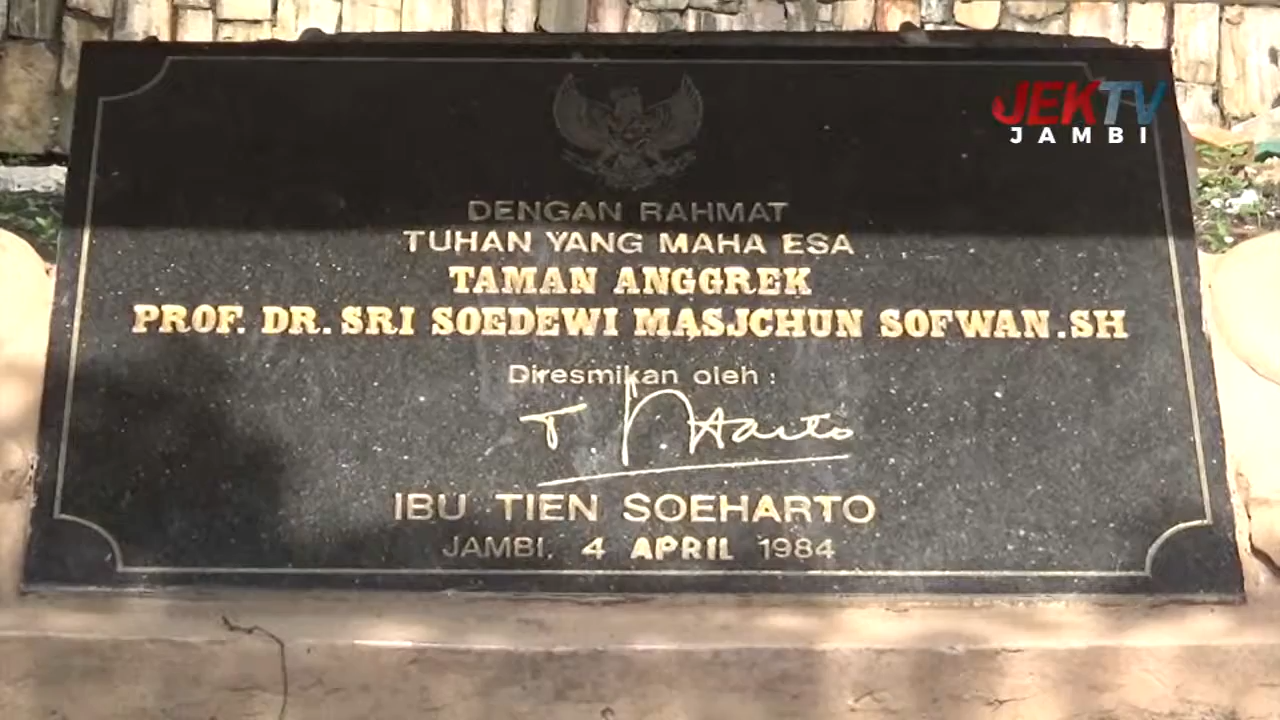 JEKTV
JAMBI
DENGAN RAHMAT
TUHAN YANG MAHA ESA
TAMAN ANGGREK
PROF. DR. SRI SOEDEWI MASJCHUN SOFWAN.SH
Diresmikan oleh :
IBU TIEN SOEHARTO
JAMBI, 4 APRIL 1984